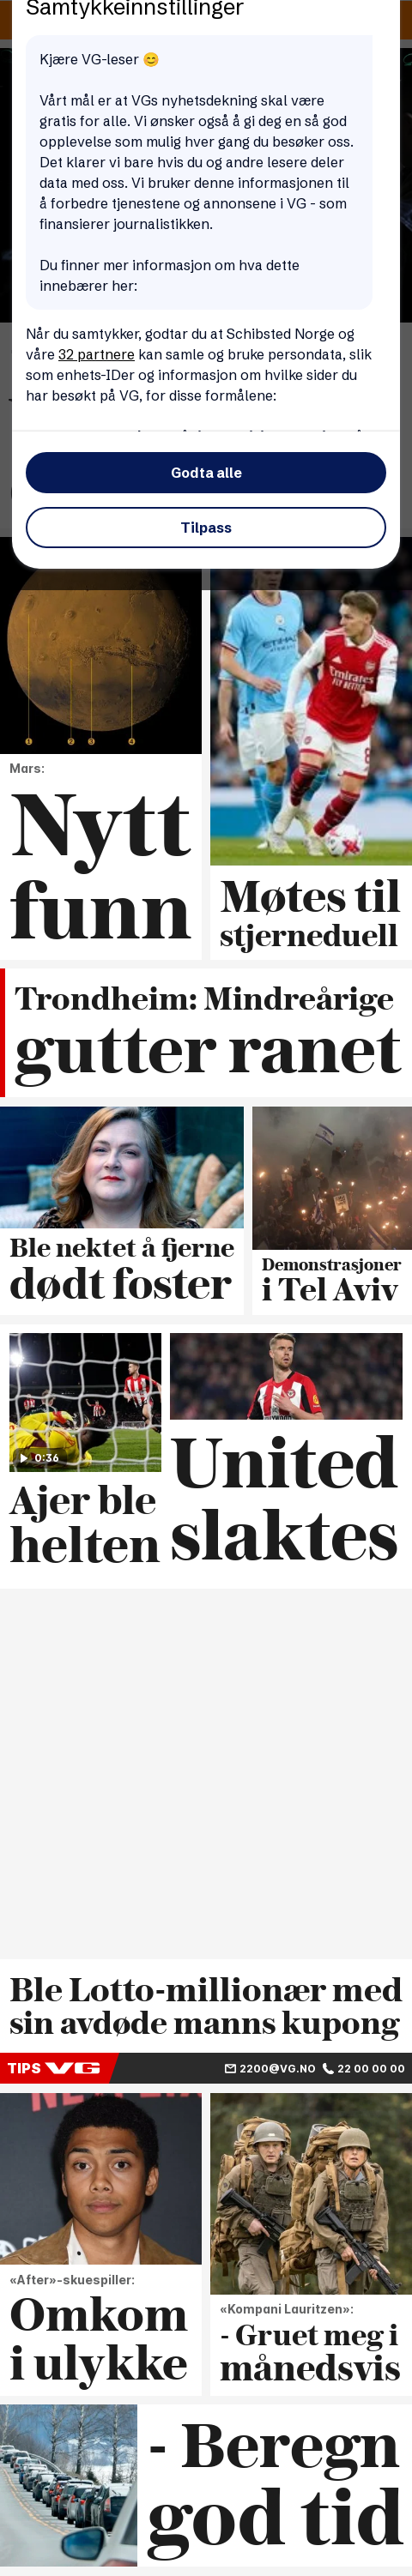 Samtykkeinnstillinger
Kjære VG-leser 😊
Vårt mål er at VGs nyhetsdekning skal være
gratis for alle. Vi ønsker også å gi deg en så god
opplevelse som mulig hver gang du besøker oss.
Det klarer vi bare hvis du og andre lesere deler
data med oss. Vi bruker denne informasjonen til
å forbedre tjenestene og annonsene i VG - som
finansierer journalistikken.
Du finner mer informasjon om hva dette
innebærer her:
Når du samtykker, godtar du at Schibsted Norge og
våre 32 partnere kan samle og bruke persondata, slik
som enhets-IDer og informasjon om hvilke sider du
har besøkt på VG, for disse formålene:
Godta alle
Tilpass
1 2 3 4
Mars:
Nytt
funn
Møtes til
stjerneduell
Trondheim: Mindreårige
gutter ranet
Ble nektet å fjerne
dødt foster
Demonstrasjoner
i Tel Aviv
0:36
Ajer ble
helten
United
slaktes
Ble Lotto-millionær med
sin avdøde manns kupong
TIPS VG 2200@VG.NO 22 00 00 00
«After»-skuespiller:
Omkom
i ulykke
«Kompani Lauritzen»:
- Gruet meg i
månedsvis
- Beregn
god tid